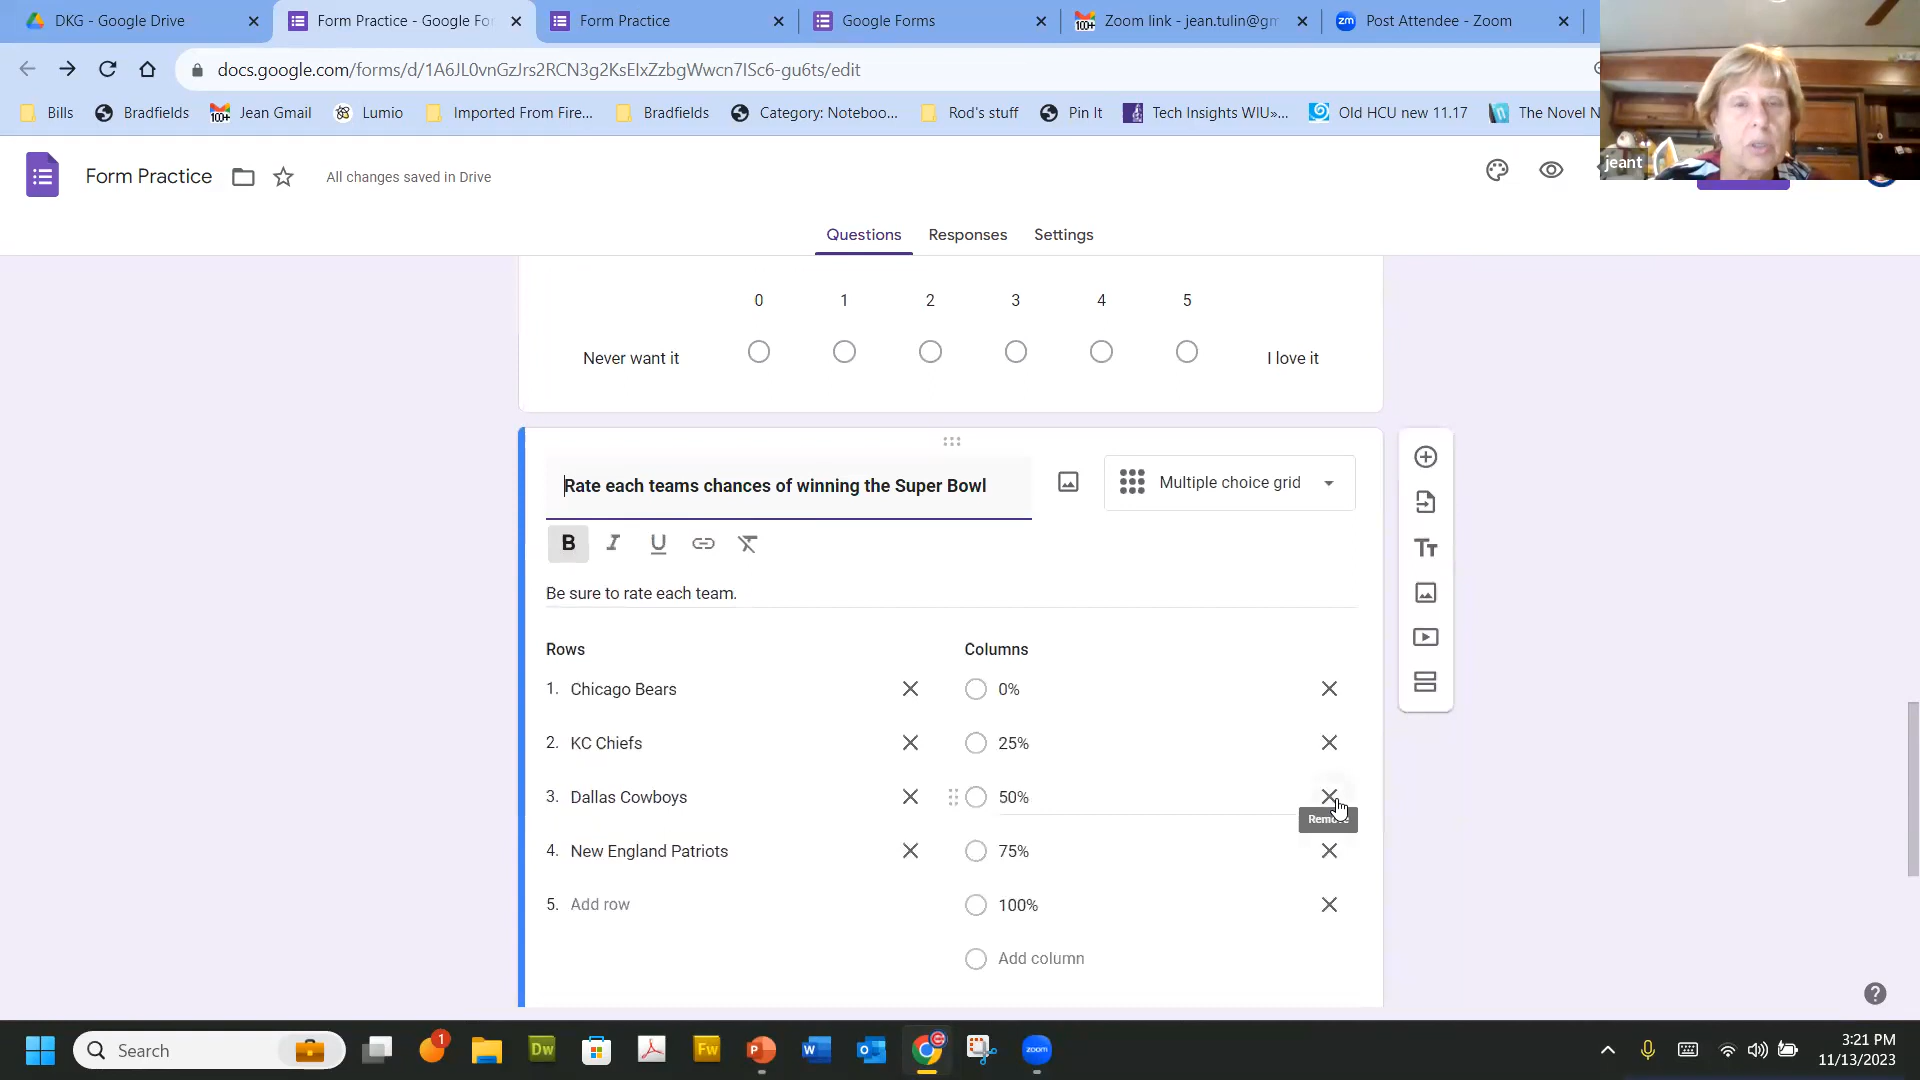 DKG - Google Drive
Form Practice - Google Fo
Form Practice
Google Forms
Zoom link - jean.tulin@gm
Post Attendee - Zoom
docs.google.com/forms/d/1A6JL0vnGzJrs2RCN3g2KsEIxZzbgWwcn7ISc6-gu6ts/edit
Bills
Bradfields
Jean Gmail
Lumio
Imported From Fire...
Bradfields
Category: Noteboo...
Rod's stuff
Pin It
Tech Insights WIU»...
Old HCU new 11.17
The Novel N
jeant
Form Practice
All changes saved in Drive
Questions
Responses
Settings
0 1 2 3 4 5
Never want it
I love it
Rate each teams chances of winning the Super Bowl
Multiple choice grid
B I U
Be sure to rate each team.
Rows
Columns
1. Chicago Bears
0%
2. KC Chiefs
25%
3. Dallas Cowboys
50%
Remove
4. New England Patriots
75%
5. Add row
100%
Add column
Search
1
Dw
Fw
zoom
3:21 PM
11/13/2023